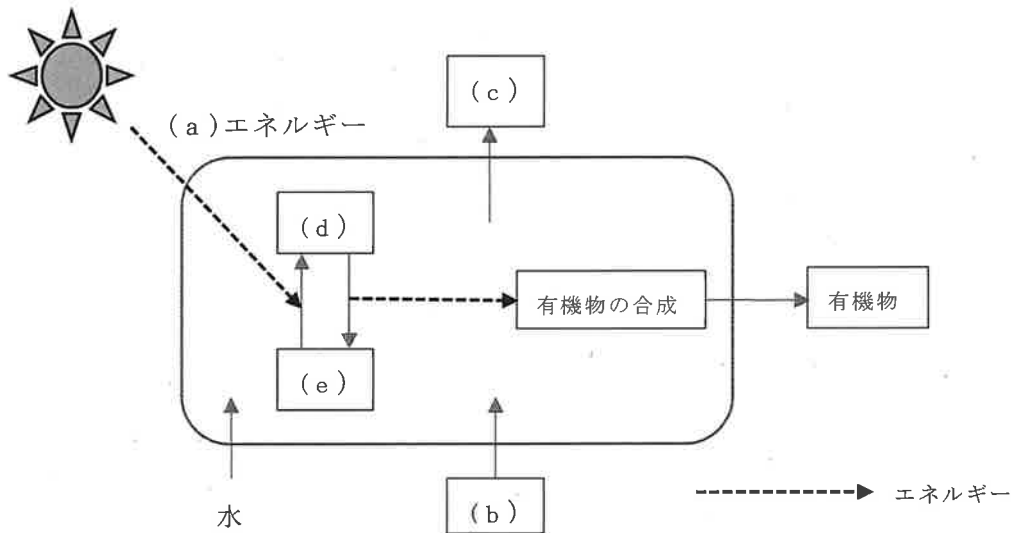 (c)
(a)エネルギー
(d)
有機物の合成
有機物
(e)
水
(b)
エネルギー